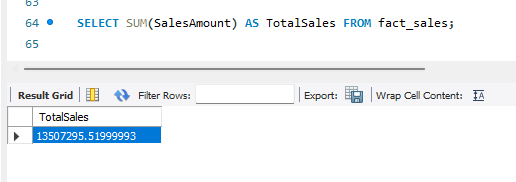 63
64 SELECT SUM(SalesAmount) AS TotalSales FROM fact_sales;
65
Result Grid Filter Rows: Export: Wrap Cell Content:
TotalSales
13507295.51999993